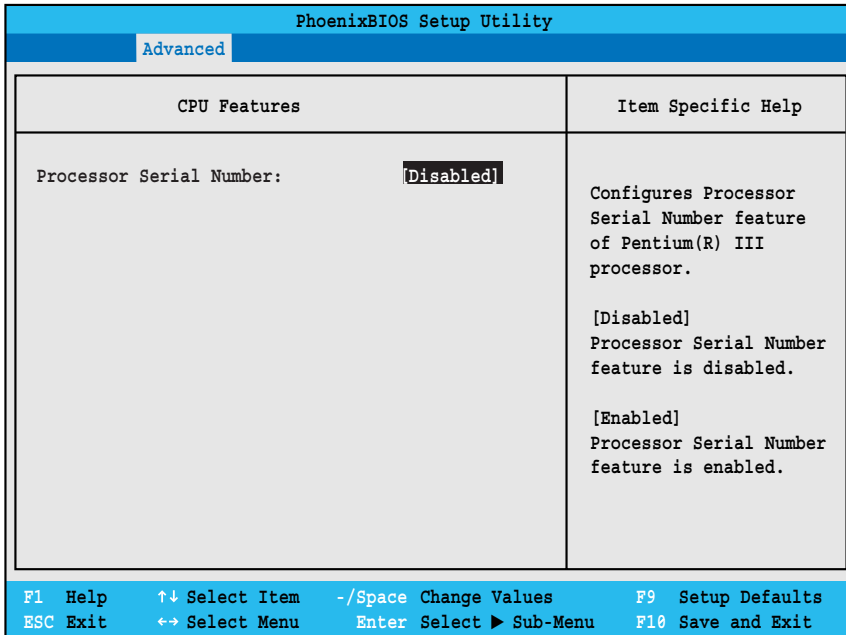 PhoenixBIOS Setup Utility
Advanced
CPU Features
Item Specific Help
Processor Serial Number: [Disabled]
Configures Processor
Serial Number feature
of Pentium(R) III
processor.
[Disabled]
Processor Serial Number
feature is disabled.
[Enabled]
Processor Serial Number
feature is enabled.
F1 Help ↑↓ Select Item -/Space Change Values F9 Setup Defaults
ESC Exit ←→ Select Menu Enter Select ▶ Sub-Menu F10 Save and Exit